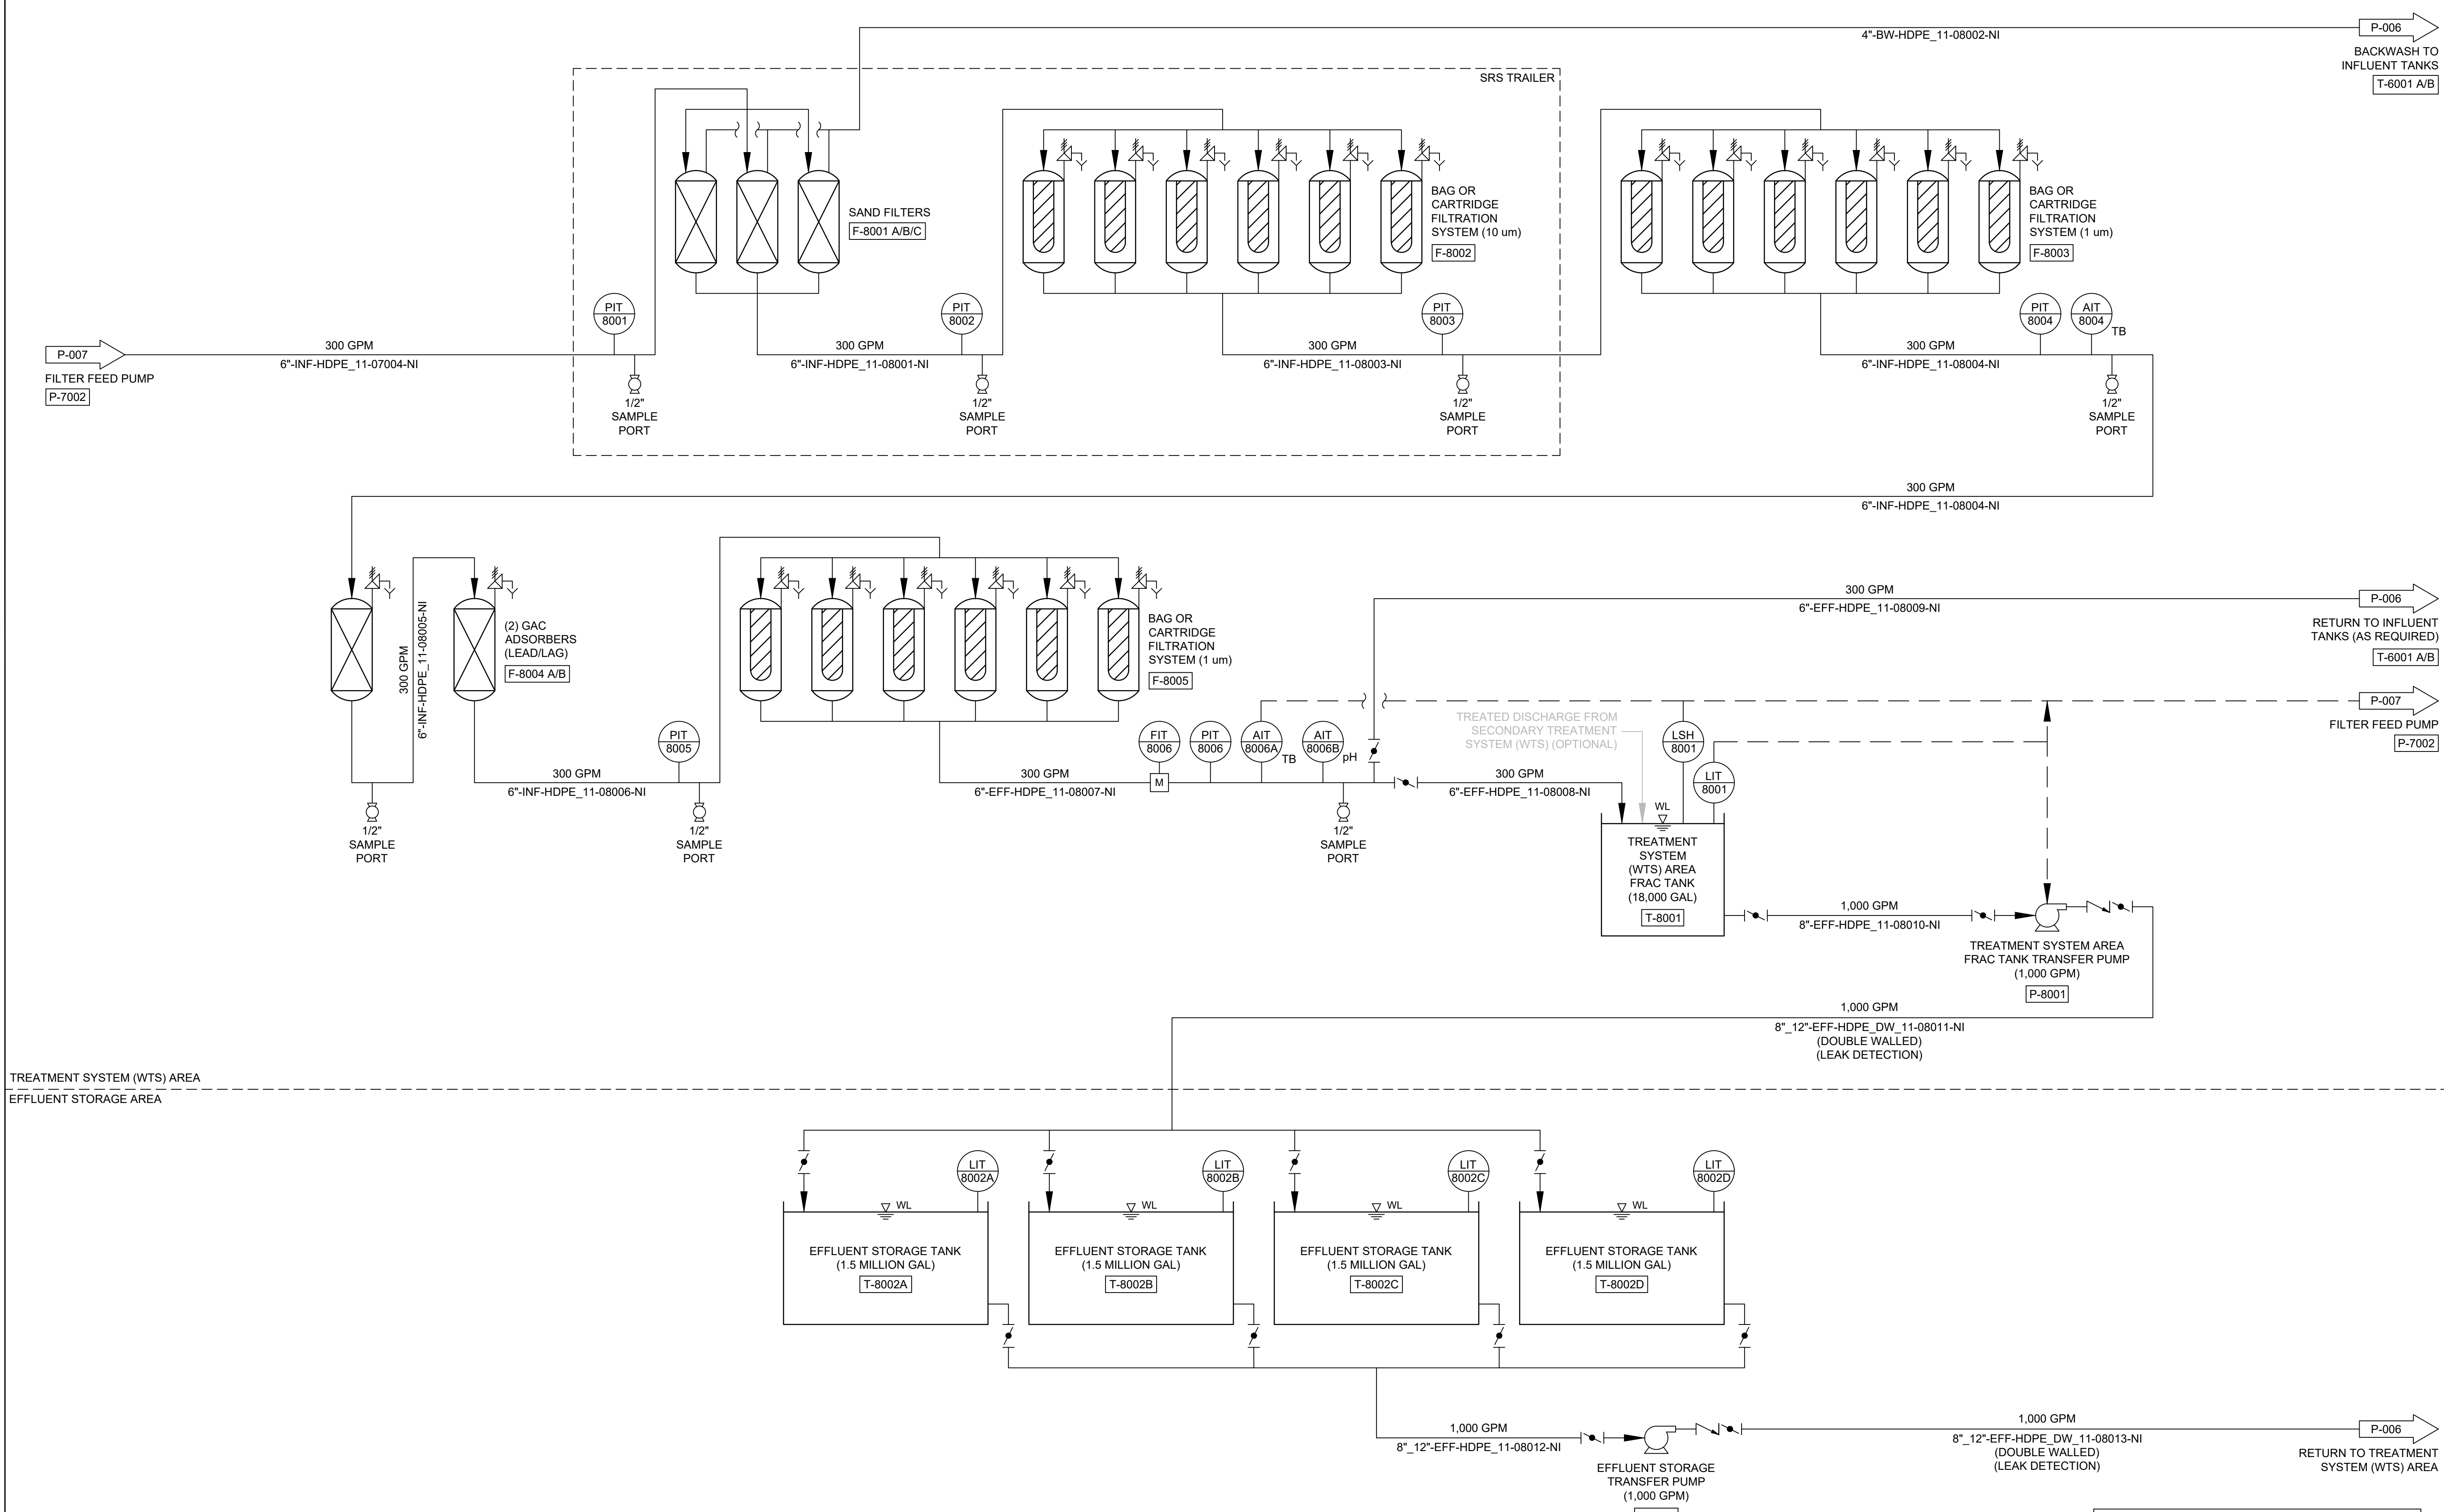 P-006
4"-BW-HDPE_11-08002-NI
BACKWASH TO
INFLUENT TANKS
T-6001 A/B
SRS TRAILER
SAND FILTERS
F-8001 A/B/C
BAG OR
CARTRIDGE
FILTRATION
SYSTEM (10 um)
F-8002
BAG OR
CARTRIDGE
FILTRATION
SYSTEM (1 um)
F-8003
PIT
8001
PIT
8002
PIT
8003
PIT
8004
AIT
8004
TB
P-007
FILTER FEED PUMP
P-7002
300 GPM
6"-INF-HDPE_11-07004-NI
300 GPM
6"-INF-HDPE_11-08001-NI
300 GPM
6"-INF-HDPE_11-08003-NI
300 GPM
6"-INF-HDPE_11-08004-NI
1/2"
SAMPLE
PORT
1/2"
SAMPLE
PORT
1/2"
SAMPLE
PORT
1/2"
SAMPLE
PORT
300 GPM
6"-INF-HDPE_11-08004-NI
300 GPM
6"-INF-HDPE_11-08005-NI
(2) GAC
ADSORBERS
(LEAD/LAG)
F-8004 A/B
BAG OR
CARTRIDGE
FILTRATION
SYSTEM (1 um)
F-8005
300 GPM
6"-EFF-HDPE_11-08009-NI
P-006
RETURN TO INFLUENT
TANKS (AS REQUIRED)
T-6001 A/B
P-007
FILTER FEED PUMP
P-7002
TREATED DISCHARGE FROM
SECONDARY TREATMENT
SYSTEM (WTS) (OPTIONAL)
PIT
8005
FIT
8006
M
PIT
8006
AIT
8006A
TB
AIT
8006B
pH
LSH
8001
LIT
8001
300 GPM
6"-INF-HDPE_11-08006-NI
300 GPM
6"-EFF-HDPE_11-08007-NI
300 GPM
6"-EFF-HDPE_11-08008-NI
1/2"
SAMPLE
PORT
1/2"
SAMPLE
PORT
1/2"
SAMPLE
PORT
WL
TREATMENT
SYSTEM
(WTS) AREA
FRAC TANK
(18,000 GAL)
T-8001
1,000 GPM
8"-EFF-HDPE_11-08010-NI
TREATMENT SYSTEM AREA
FRAC TANK TRANSFER PUMP
(1,000 GPM)
P-8001
1,000 GPM
8"_12"-EFF-HDPE_DW_11-08011-NI
(DOUBLE WALLED)
(LEAK DETECTION)
TREATMENT SYSTEM (WTS) AREA
EFFLUENT STORAGE AREA
LIT
8002A
LIT
8002B
LIT
8002C
LIT
8002D
WL
WL
WL
WL
EFFLUENT STORAGE TANK
(1.5 MILLION GAL)
T-8002A
EFFLUENT STORAGE TANK
(1.5 MILLION GAL)
T-8002B
EFFLUENT STORAGE TANK
(1.5 MILLION GAL)
T-8002C
EFFLUENT STORAGE TANK
(1.5 MILLION GAL)
T-8002D
1,000 GPM
8"_12"-EFF-HDPE_11-08012-NI
EFFLUENT STORAGE
TRANSFER PUMP
(1,000 GPM)
1,000 GPM
8"_12"-EFF-HDPE_DW_11-08013-NI
(DOUBLE WALLED)
(LEAK DETECTION)
P-006
RETURN TO TREATMENT
SYSTEM (WTS) AREA